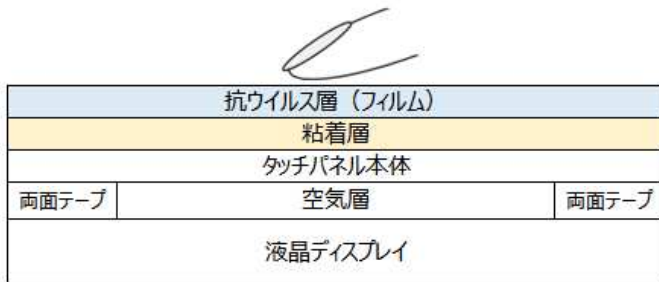 抗ウイルス層（フィルム）
粘着層
タッチパネル本体
両面テープ 空気層 両面テープ
液晶ディスプレイ